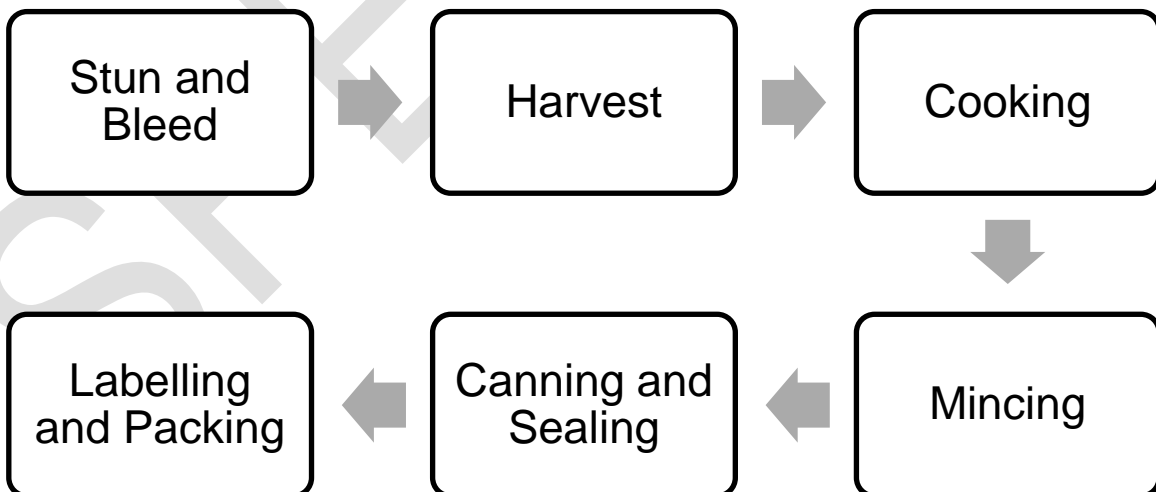 Stun and
Bleed
Harvest
Cooking
Mincing
Canning and
Sealing
Labelling
and Packing